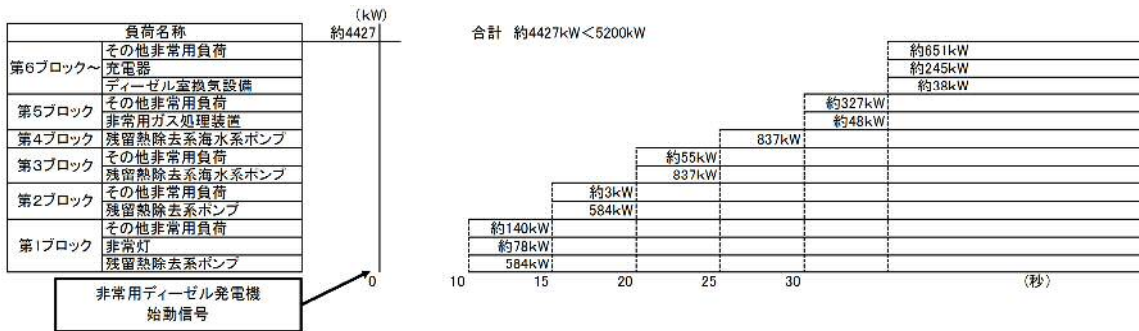 (kW)
負荷名称 約4427 合計 約4427kW<5200kW
第6ブロック~ その他非常用負荷 約651kW
充電器 約245kW
ディーゼル室換気設備 約38kW
第5ブロック その他非常用負荷 約327kW
非常用ガス処理装置 約48kW
第4ブロック 残留熱除去系海水系ポンプ 837kW
第3ブロック その他非常用負荷 約55kW
残留熱除去系海水系ポンプ 837kW
第2ブロック その他非常用負荷 約3kW
残留熱除去系ポンプ 584kW
第1ブロック その他非常用負荷 約140kW
非常灯 約78kW
残留熱除去系ポンプ 584kW
0 10 15 20 25 30 (秒)
非常用ディーゼル発電機
始動信号